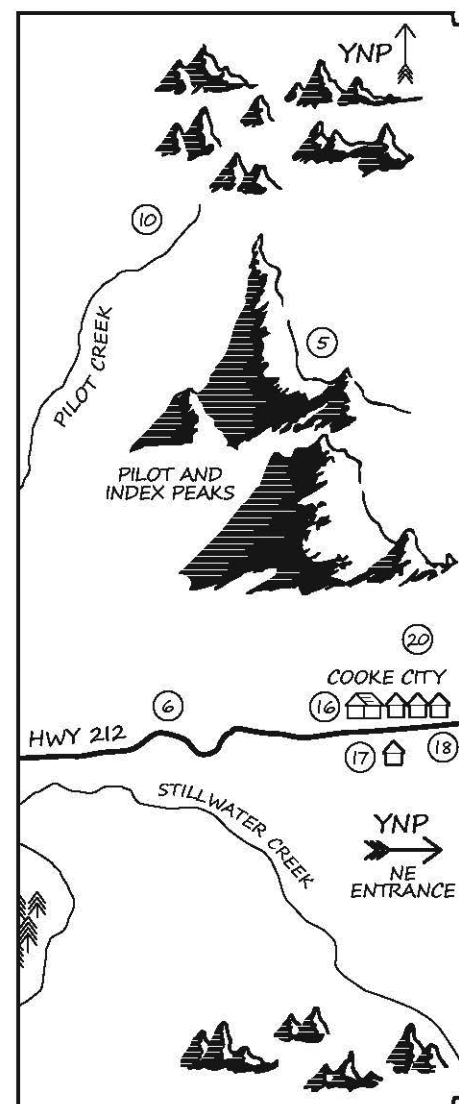 YNP
10
PILOT CREEK
5
PILOT AND
INDEX PEAKS
20
COOKE CITY
6
16
HWY 212
17
18
STILLWATER CREEK
YNP
NE
ENTRANCE